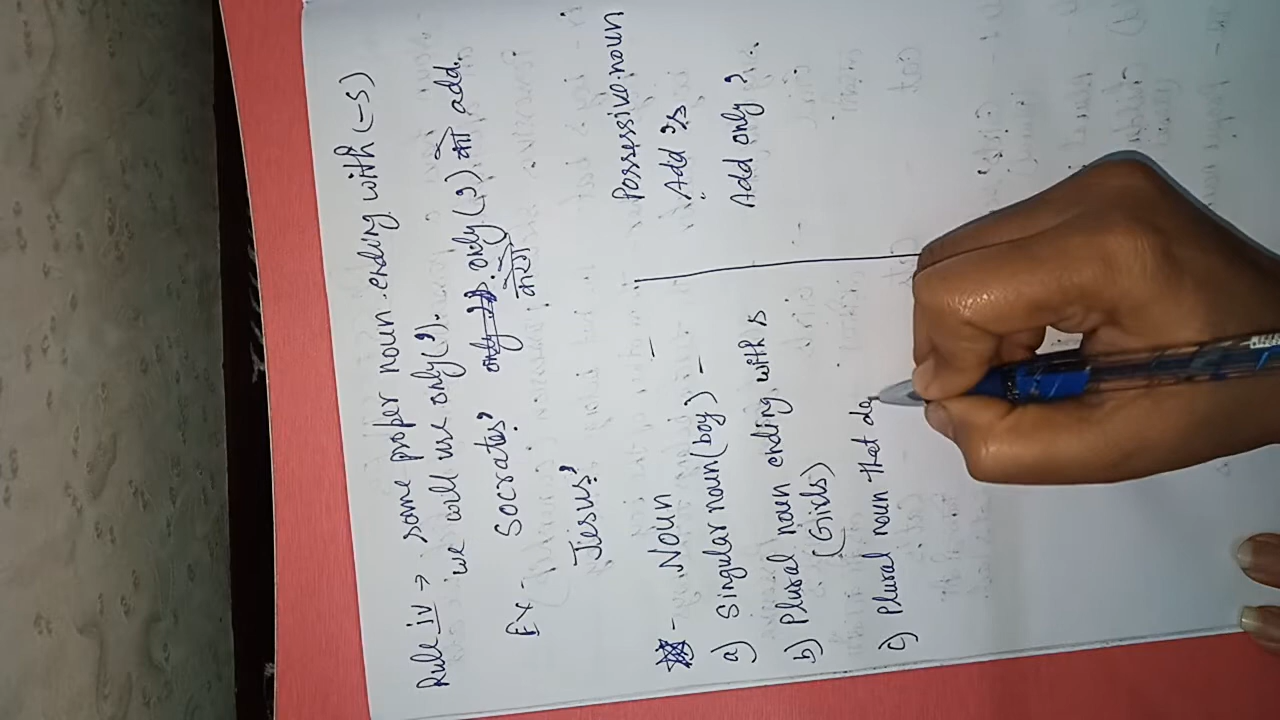 Rule iv → some proper noun ending with (-s)
we will use only (').
only (') का add.
करेंगे
Ex - Socrates'
Jesus'
- Noun - Possessive noun
a) Singular noun (boy) - Add 's
b) Plural noun ending with s Add only '.
(Girls)
c) Plural noun that do